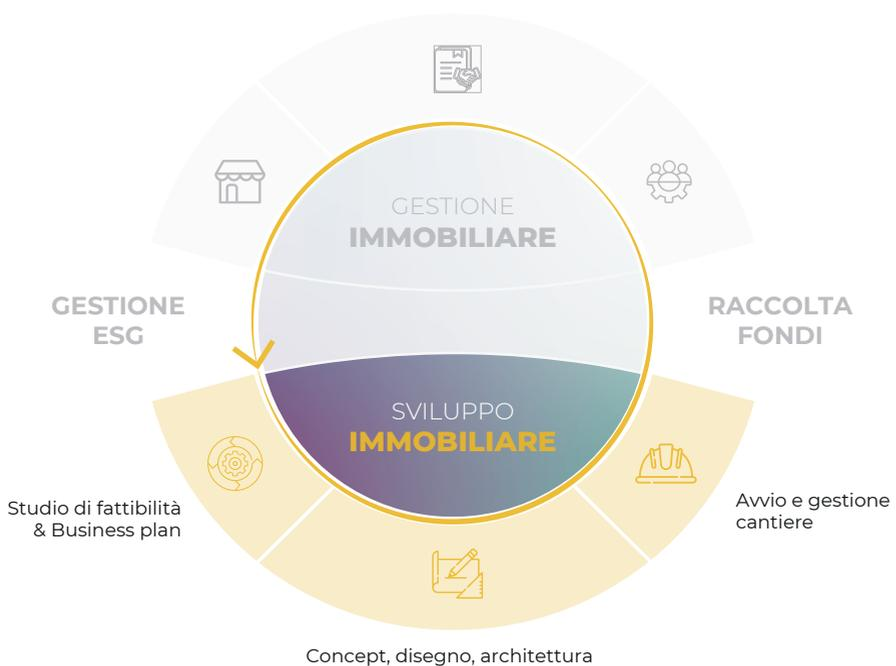 GESTIONE
IMMOBILIARE
GESTIONE
ESG
RACCOLTA
FONDI
SVILUPPO
IMMOBILIARE
Studio di fattibilità
& Business plan
Avvio e gestione
cantiere
Concept, disegno, architettura